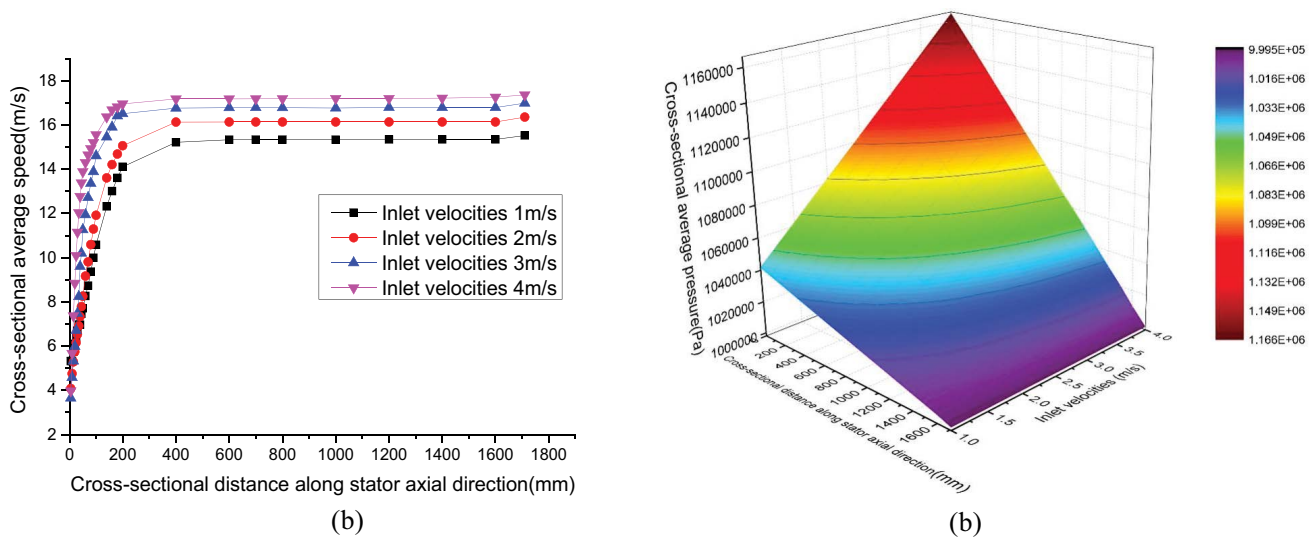 18
16
14
12
10
8
6
4
2
Cross-sectional average speed(m/s)
Inlet velocities 1m/s
Inlet velocities 2m/s
Inlet velocities 3m/s
Inlet velocities 4m/s
0 200 400 600 800 1000 1200 1400 1600 1800
Cross-sectional distance along stator axial direction(mm)
(b)
1160000
1140000
1120000
1100000
1080000
1060000
1040000
1020000
1000000
Cross-sectional average pressure(Pa)
200
400
600
800
1000
1200
1400
1600
Cross-sectional distance along stator axial direction(mm)
1.0
1.5
2.0
2.5
3.0
3.5
4.0
Inlet velocities (m/s)
9.995E+05
1.016E+06
1.033E+06
1.049E+06
1.066E+06
1.083E+06
1.099E+06
1.116E+06
1.132E+06
1.149E+06
1.166E+06
(b)